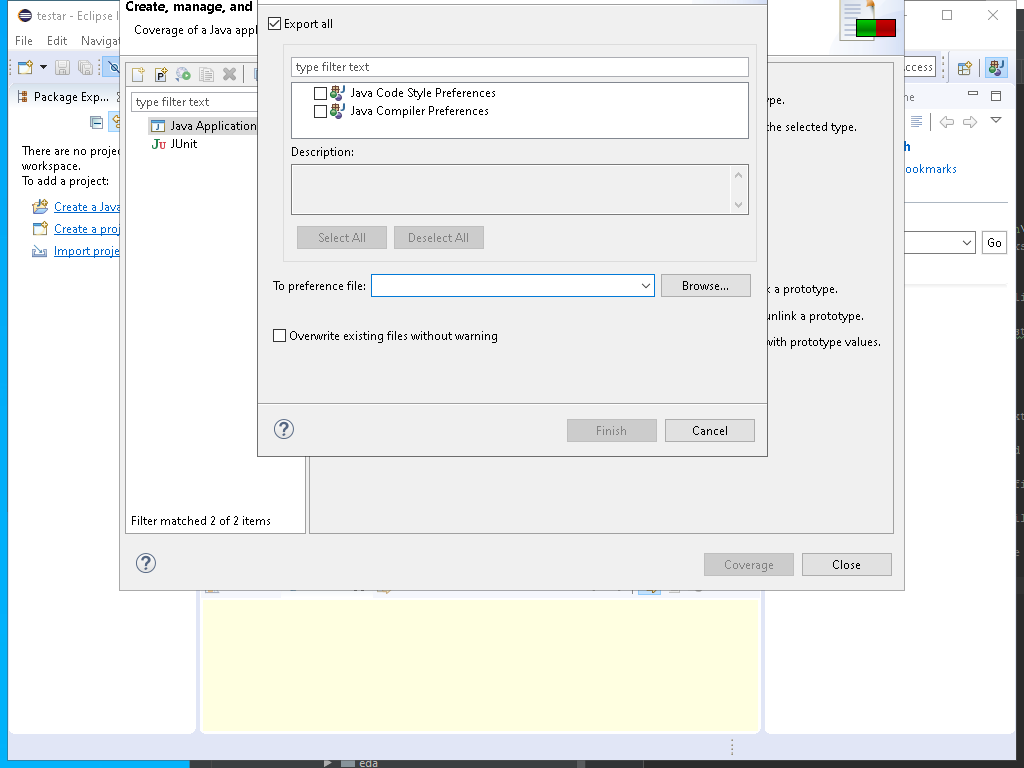 testar - Eclipse I
File Edit Navigat
Create, manage, and
Coverage of a Java appl
Export all
type filter text
Java Code Style Preferences
Java Compiler Preferences
Description:
Select All Deselect All
To preference file: Browse...
Overwrite existing files without warning
? Finish Cancel
Package Exp...
There are no projec
workspace.
To add a project:
Create a Java
Create a proj
Import proje
type filter text
Java Application
JUnit
Filter matched 2 of 2 items
ype.
the selected type.
k a prototype.
unlink a prototype.
with prototype values.
? Coverage Close
ccess
ne
h
ookmarks
Go
eda